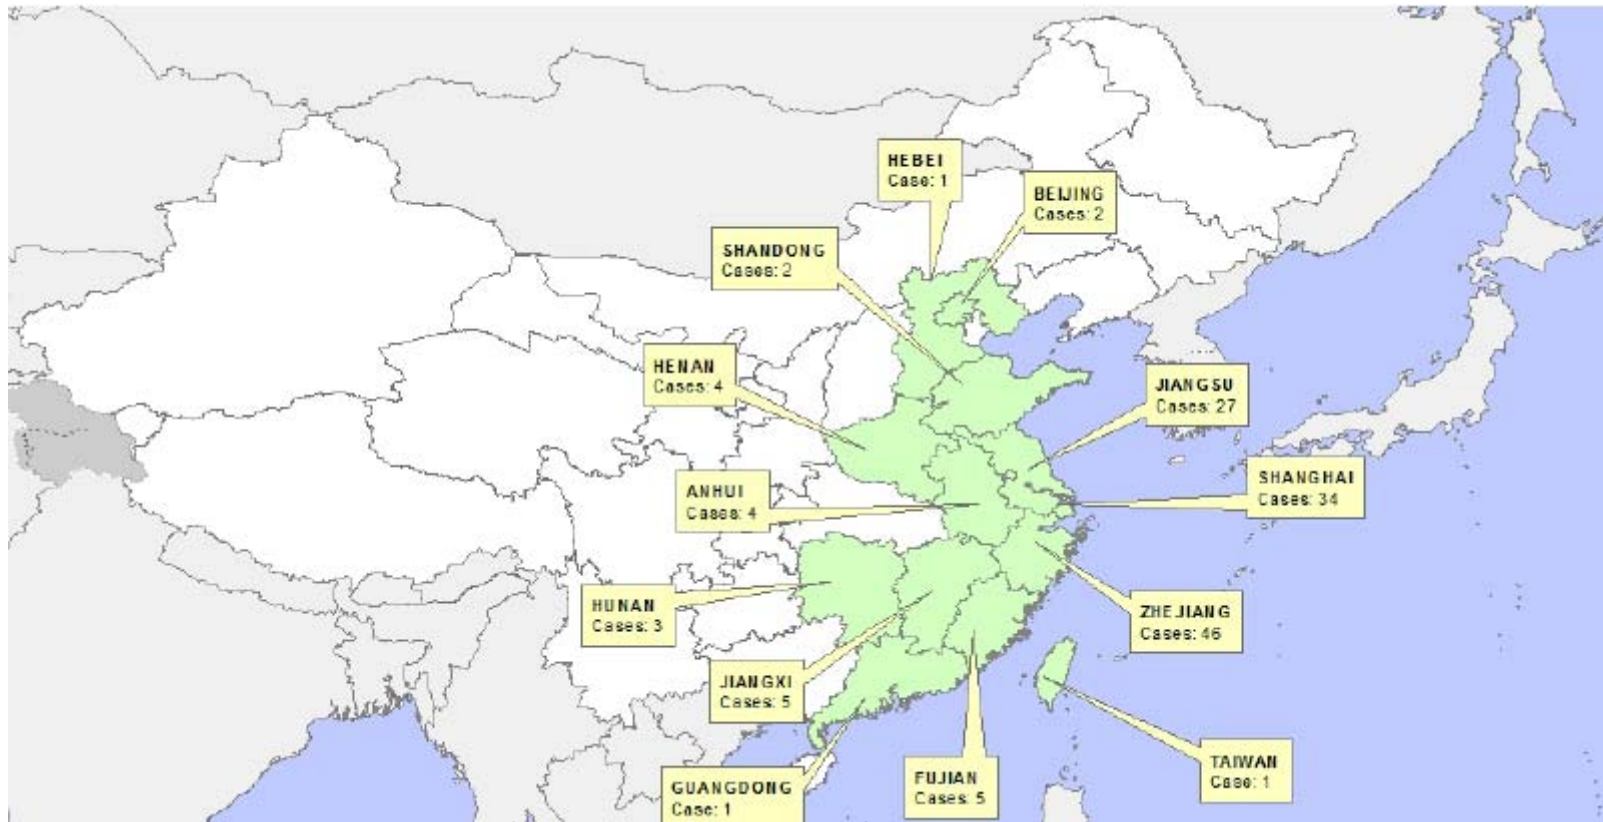 HEBEI
Case: 1
BEIJING
Cases: 2
SHANDONG
Cases: 2
HENAN
Cases: 4
JIANGSU
Cases: 27
ANHUI
Cases: 4
SHANGHAI
Cases: 34
HUNAN
Cases: 3
ZHEJIANG
Cases: 46
JIANGXI
Cases: 5
TAIWAN
Case: 1
FUJIAN
Cases: 5
GUANGDONG
Case: 1